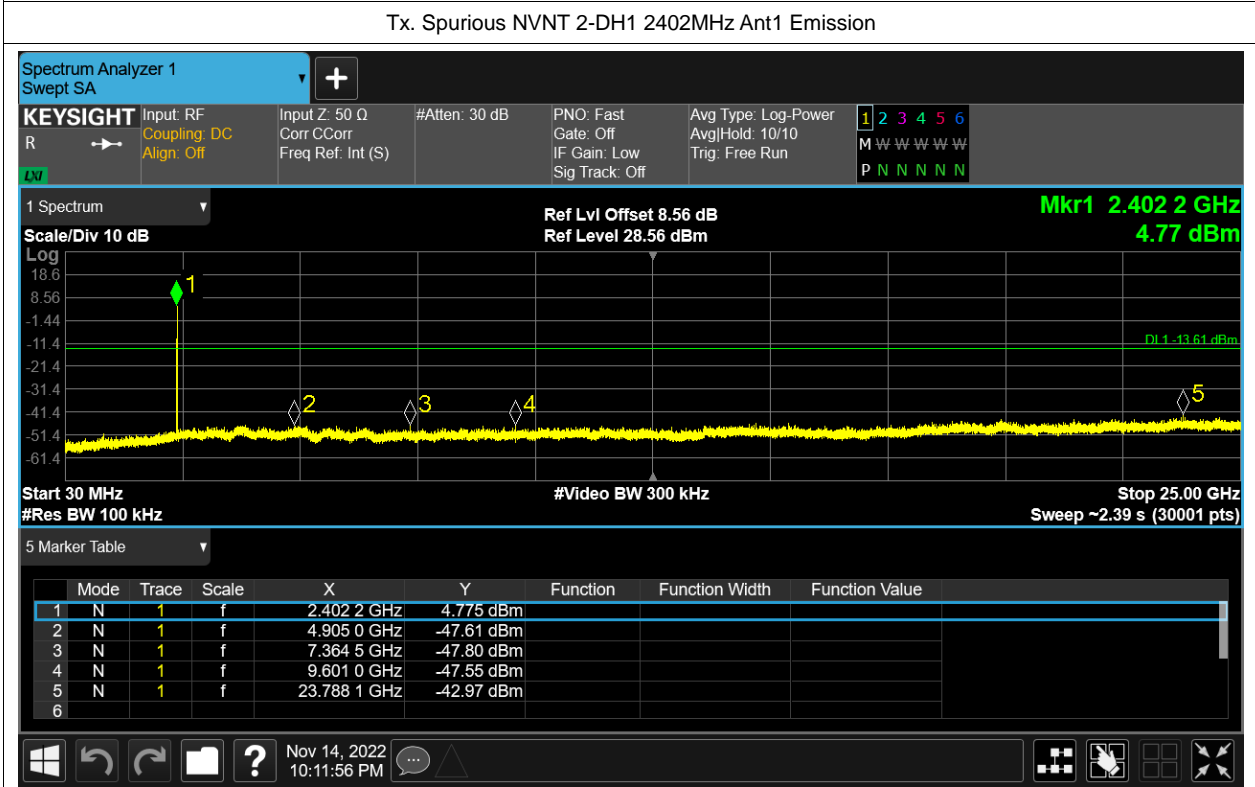 Tx. Spurious NVNT 2-DH1 2402MHz Ant1 Emission
Spectrum Analyzer 1
Swept SA
KEYSIGHT
R
LXI
Input: RF
Coupling: DC
Align: Off
Input Z: 50 Ω
Corr CCorr
Freq Ref: Int (S)
#Atten: 30 dB
PNO: Fast
Gate: Off
IF Gain: Low
Sig Track: Off
Avg Type: Log-Power
Avg|Hold: 10/10
Trig: Free Run
1 2 3 4 5 6
M W W W W W
P N N N N N
1 Spectrum
Scale/Div 10 dB
Ref Lvl Offset 8.56 dB
Ref Level 28.56 dBm
Mkr1 2.402 2 GHz
4.77 dBm
Log
18.6
8.56
-1.44
-11.4
-21.4
-31.4
-41.4
-51.4
-61.4
1
2
3
4
5
DL1 -13.61 dBm
Start 30 MHz
#Res BW 100 kHz
#Video BW 300 kHz
Stop 25.00 GHz
Sweep ~2.39 s (30001 pts)
5 Marker Table
Mode Trace Scale X Y Function Function Width Function Value
1 N 1 f 2.402 2 GHz 4.775 dBm
2 N 1 f 4.905 0 GHz -47.61 dBm
3 N 1 f 7.364 5 GHz -47.80 dBm
4 N 1 f 9.601 0 GHz -47.55 dBm
5 N 1 f 23.788 1 GHz -42.97 dBm
6
?
Nov 14, 2022
10:11:56 PM